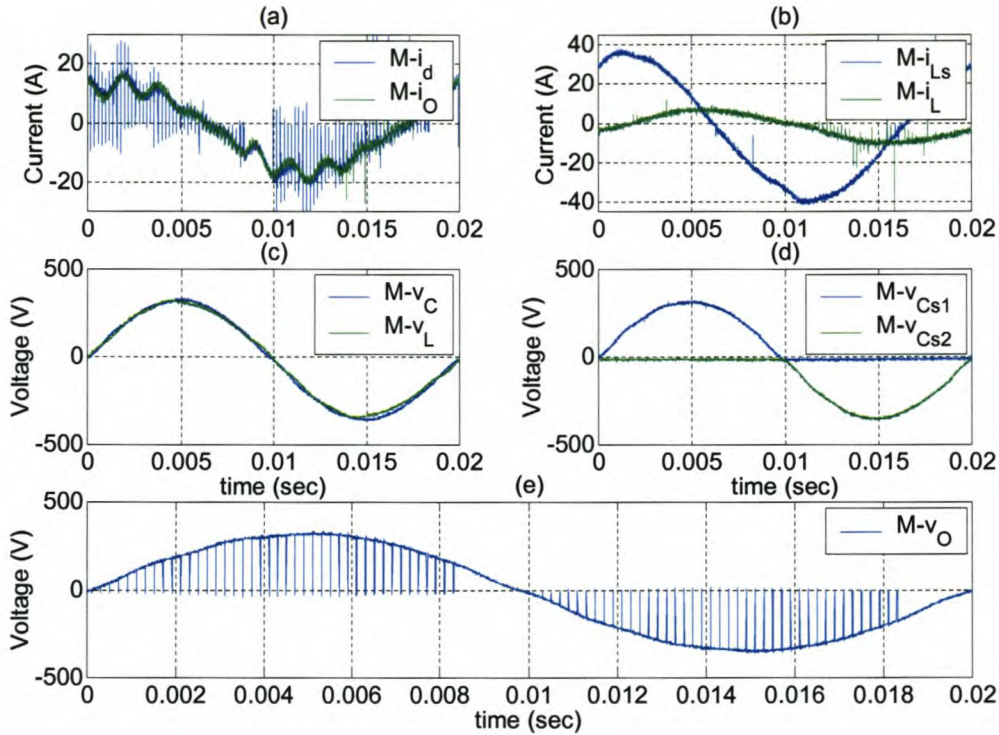 (a) (b)
Current (A)
20
0
-20
M-i_d
M-i_O
0 0.005 0.01 0.015 0.02
Current (A)
40
20
0
-20
-40
M-i_Ls
M-i_L
0 0.005 0.01 0.015 0.02
(c) (d)
Voltage (V)
500
0
-500
M-v_C
M-v_L
0 0.005 0.01 0.015 0.02
time (sec)
Voltage (V)
500
0
-500
M-v_Cs1
M-v_Cs2
0 0.005 0.01 0.015 0.02
time (sec)
(e)
Voltage (V)
500
0
-500
M-v_O
0 0.002 0.004 0.006 0.008 0.01 0.012 0.014 0.016 0.018 0.02
time (sec)